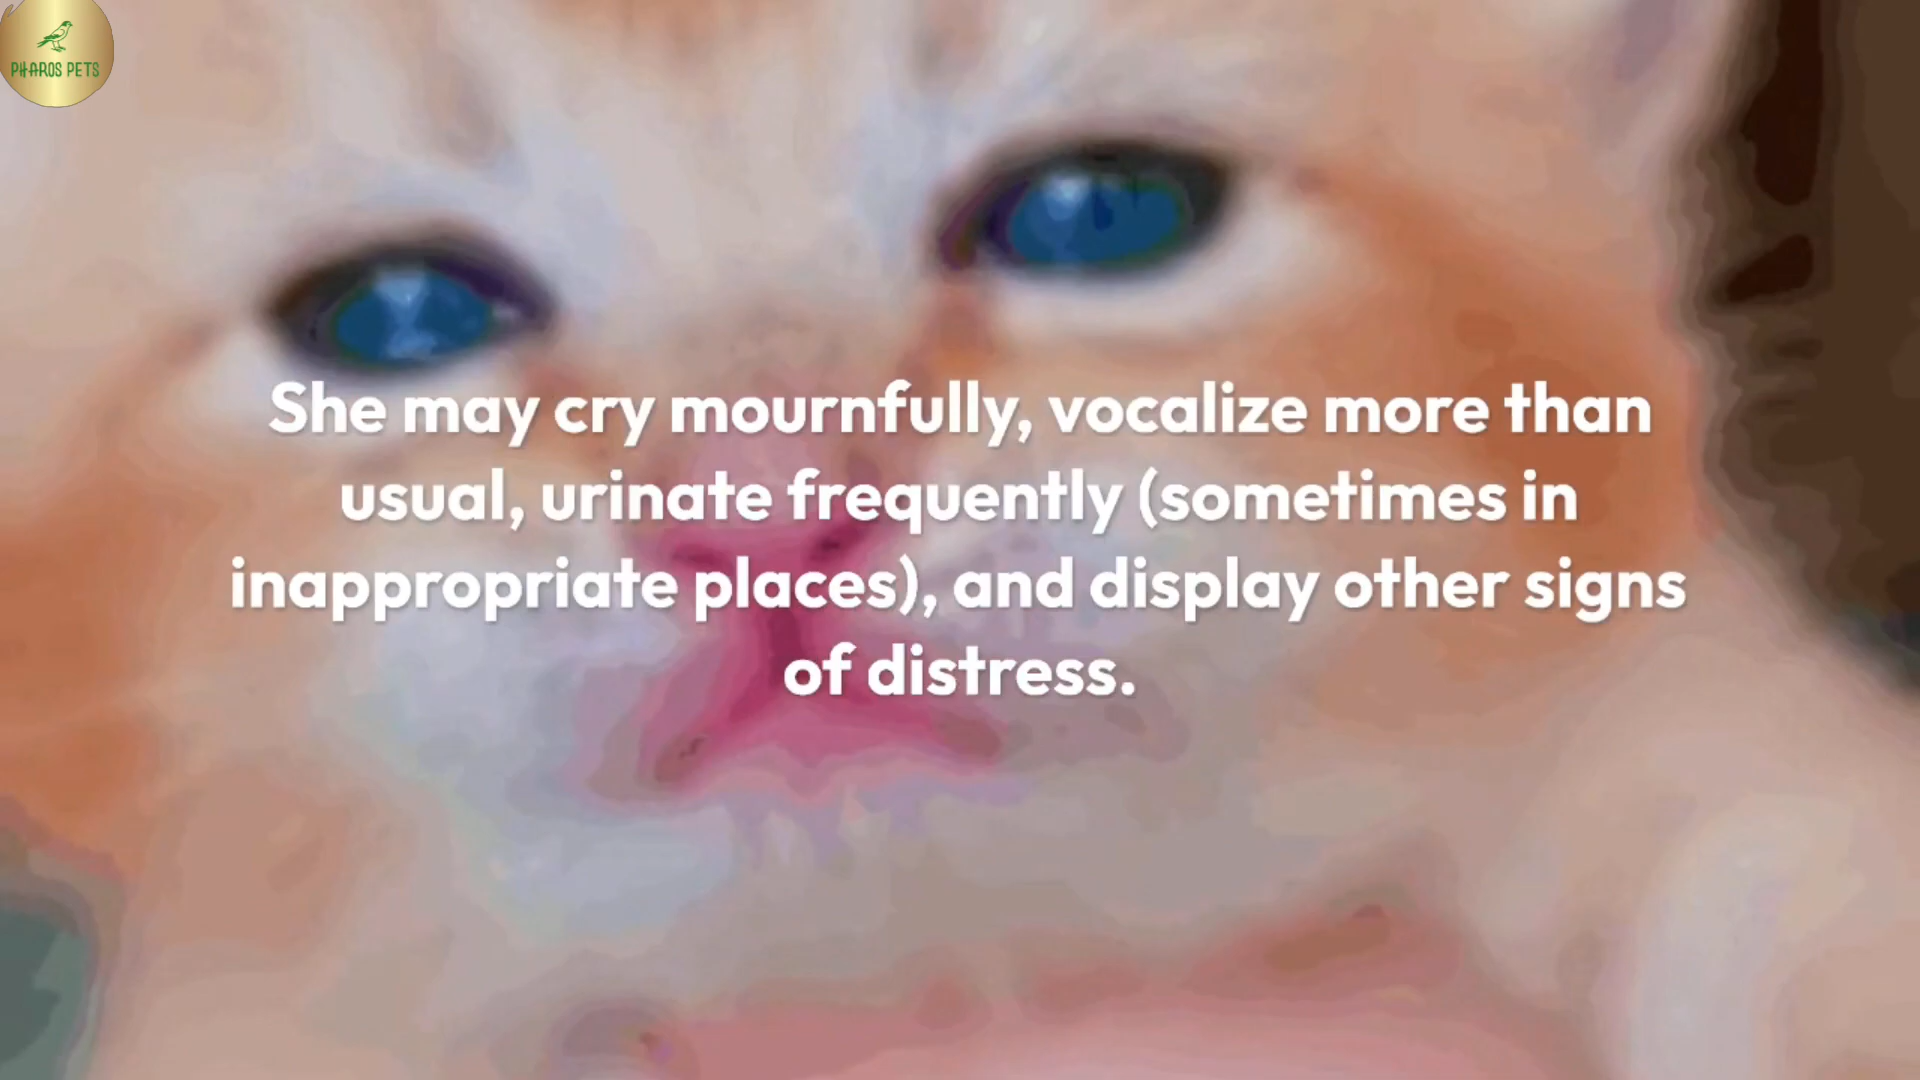 PHAROS PETS
She may cry mournfully, vocalize more than
usual, urinate frequently (sometimes in
inappropriate places), and display other signs
of distress.